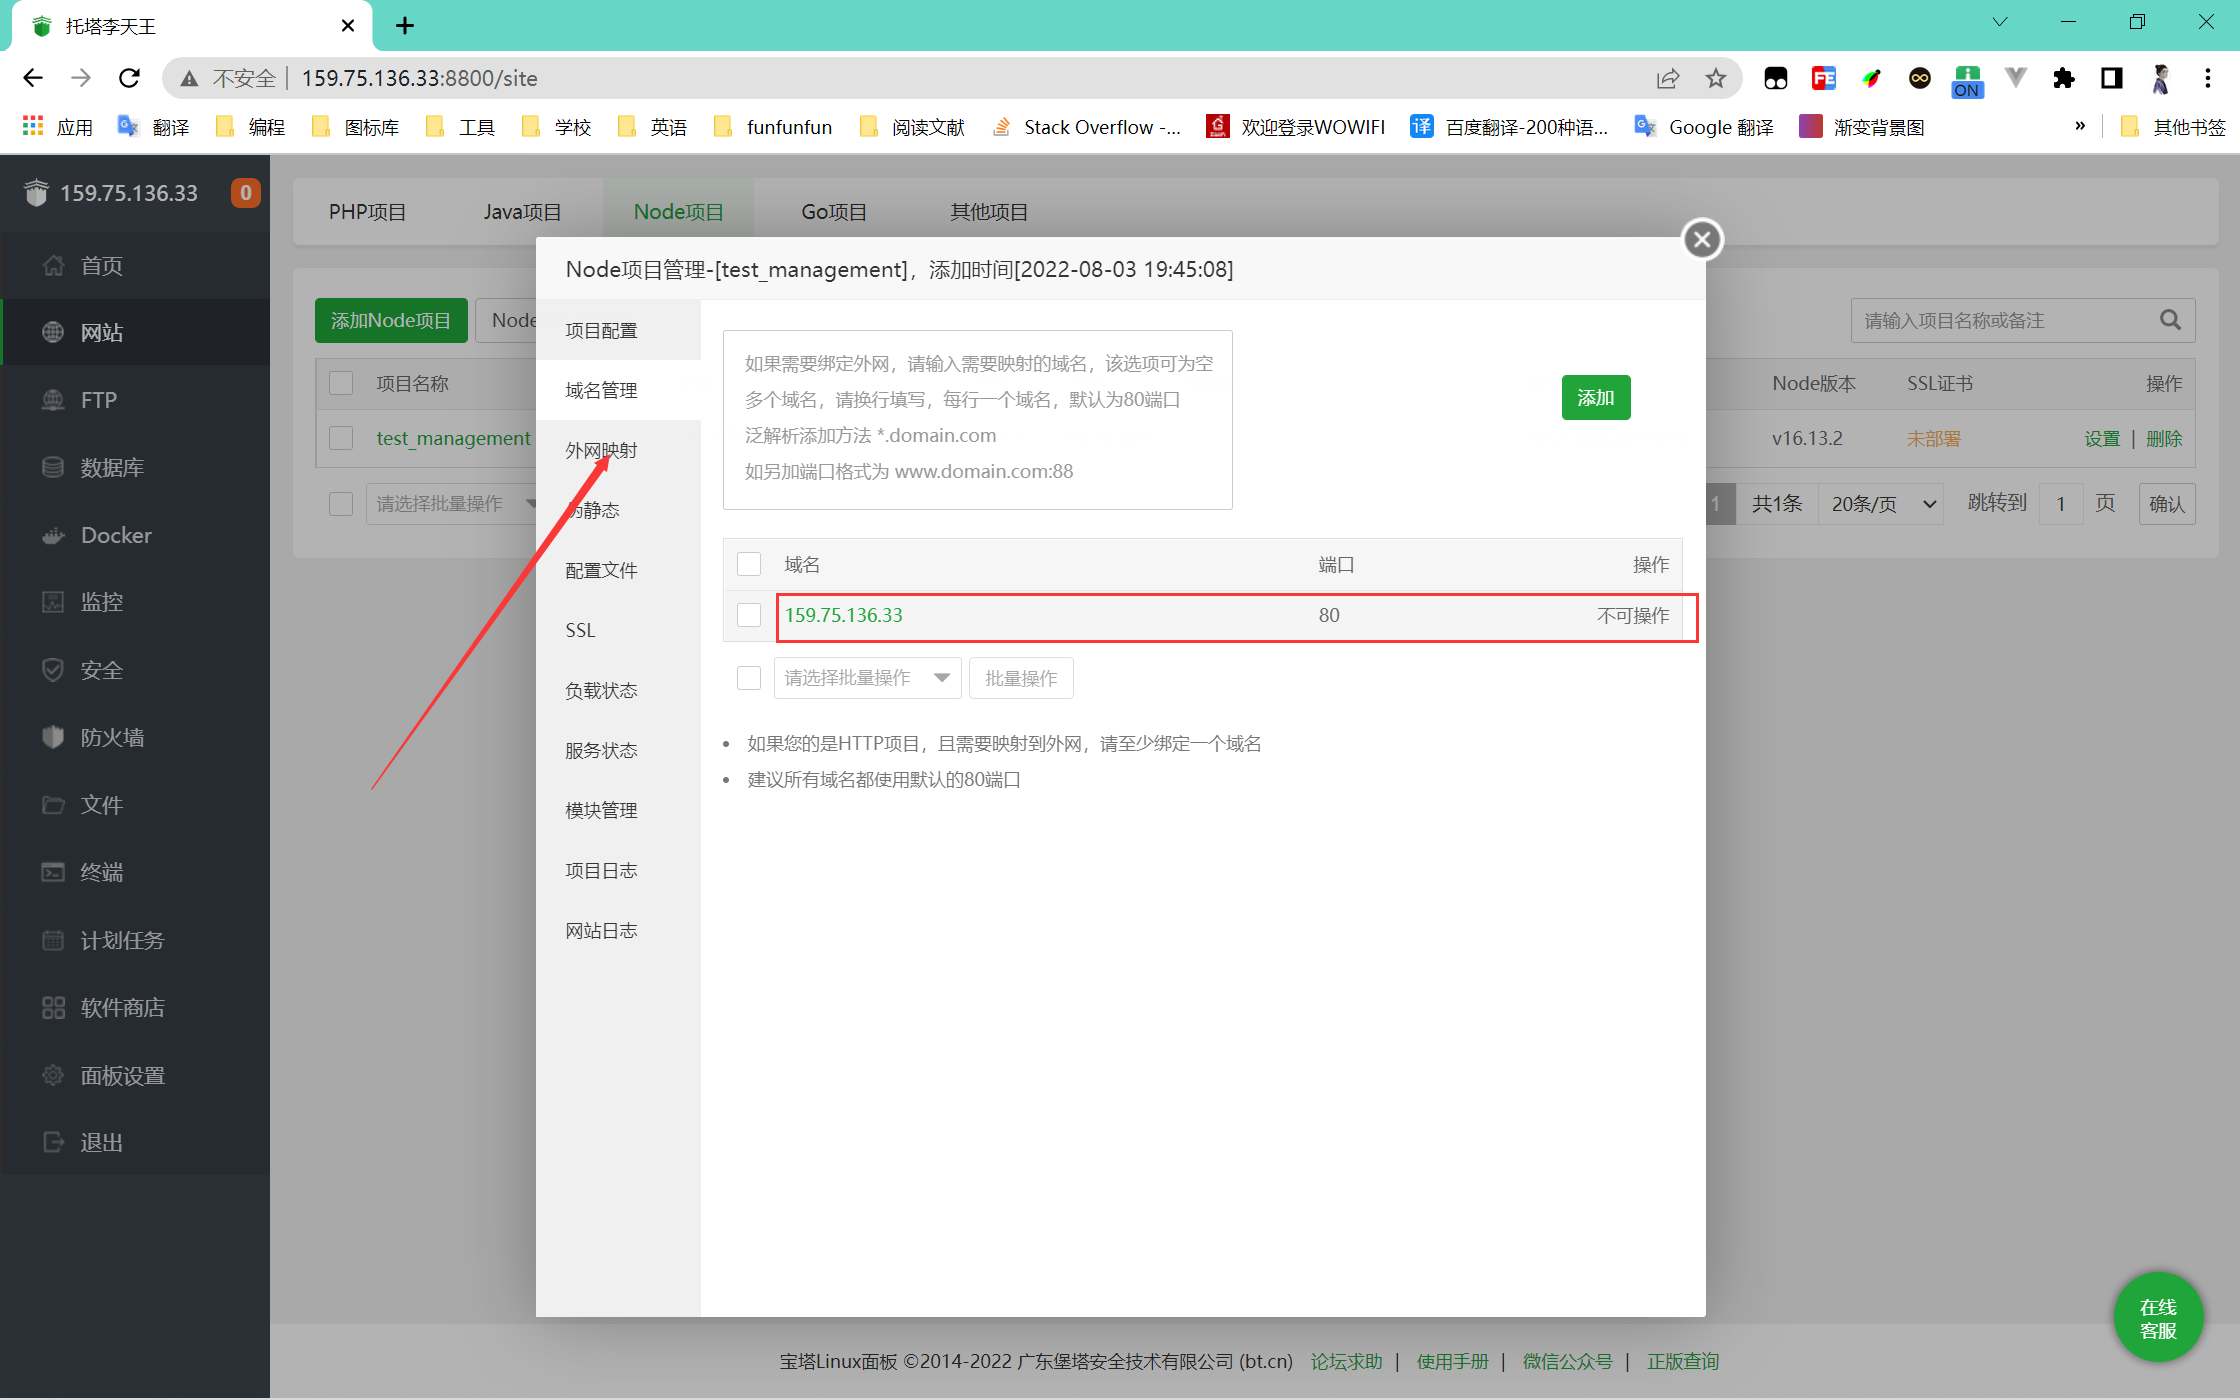 托塔李天王
不安全 159.75.136.33:8800/site
ON
应用 翻译 编程 图标库 工具 学校 英语 funfunfun 阅读文献 Stack Overflow -... 欢迎登录WOWIFI 百度翻译-200种语... Google 翻译 渐变背景图 » 其他书签
159.75.136.33 0
首页
网站
FTP
数据库
Docker
监控
安全
防火墙
文件
终端
计划任务
软件商店
面板设置
退出
PHP项目 Java项目 Node项目 Go项目 其他项目
添加Node项目 Node
请输入项目名称或备注
项目名称 Node版本 SSL证书 操作
test_management v16.13.2 未部署 设置 | 删除
请选择批量操作 1 共1条 20条/页 跳转到 1 页 确认
Node项目管理-[test_management]，添加时间[2022-08-03 19:45:08]
项目配置
域名管理
外网映射
伪静态
配置文件
SSL
负载状态
服务状态
模块管理
项目日志
网站日志
如果需要绑定外网，请输入需要映射的域名，该选项可为空
多个域名，请换行填写，每行一个域名，默认为80端口
泛解析添加方法 *.domain.com
如另加端口格式为 www.domain.com:88
添加
域名 端口 操作
159.75.136.33 80 不可操作
请选择批量操作 批量操作
如果您的是HTTP项目，且需要映射到外网，请至少绑定一个域名
建议所有域名都使用默认的80端口
在线
客服
宝塔Linux面板 ©2014-2022 广东堡塔安全技术有限公司 (bt.cn) 论坛求助 | 使用手册 | 微信公众号 | 正版查询